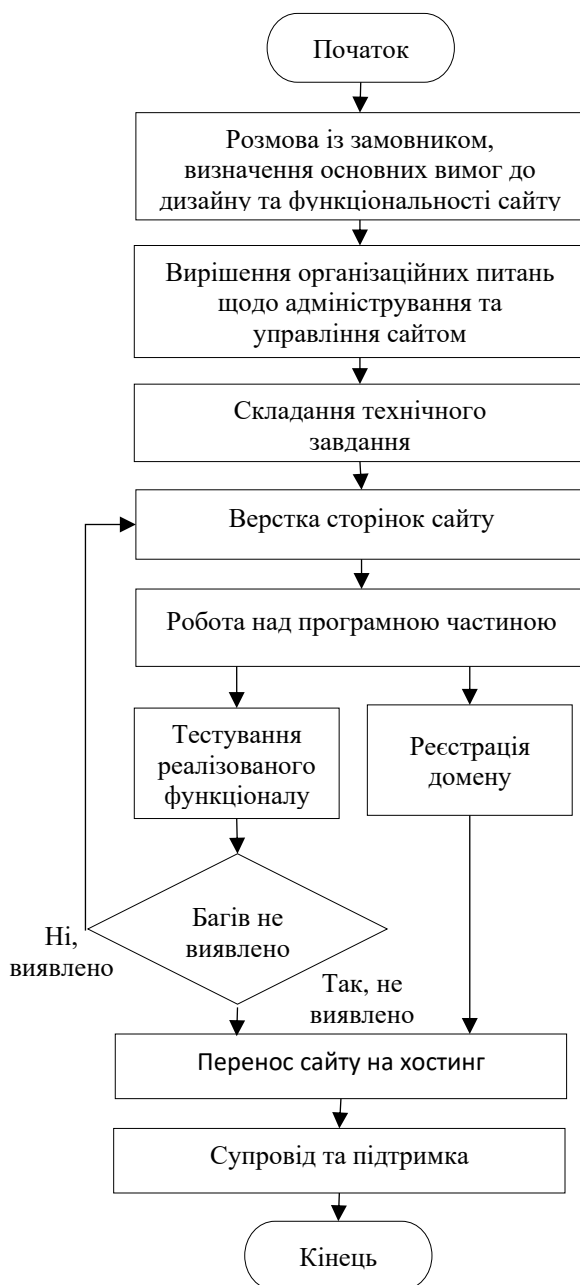 Початок
Розмова із замовником,
визначення основних вимог до
дизайну та функціональності сайту
Вирішення організаційних питань
щодо адміністрування та
управління сайтом
Складання технічного
завдання
Верстка сторінок сайту
Робота над програмною частиною
Тестування
реалізованого
функціоналу
Реєстрація
домену
Багів не
виявлено
Ні,
виявлено
Так, не
виявлено
Перенос сайту на хостинг
Супровід та підтримка
Кінець